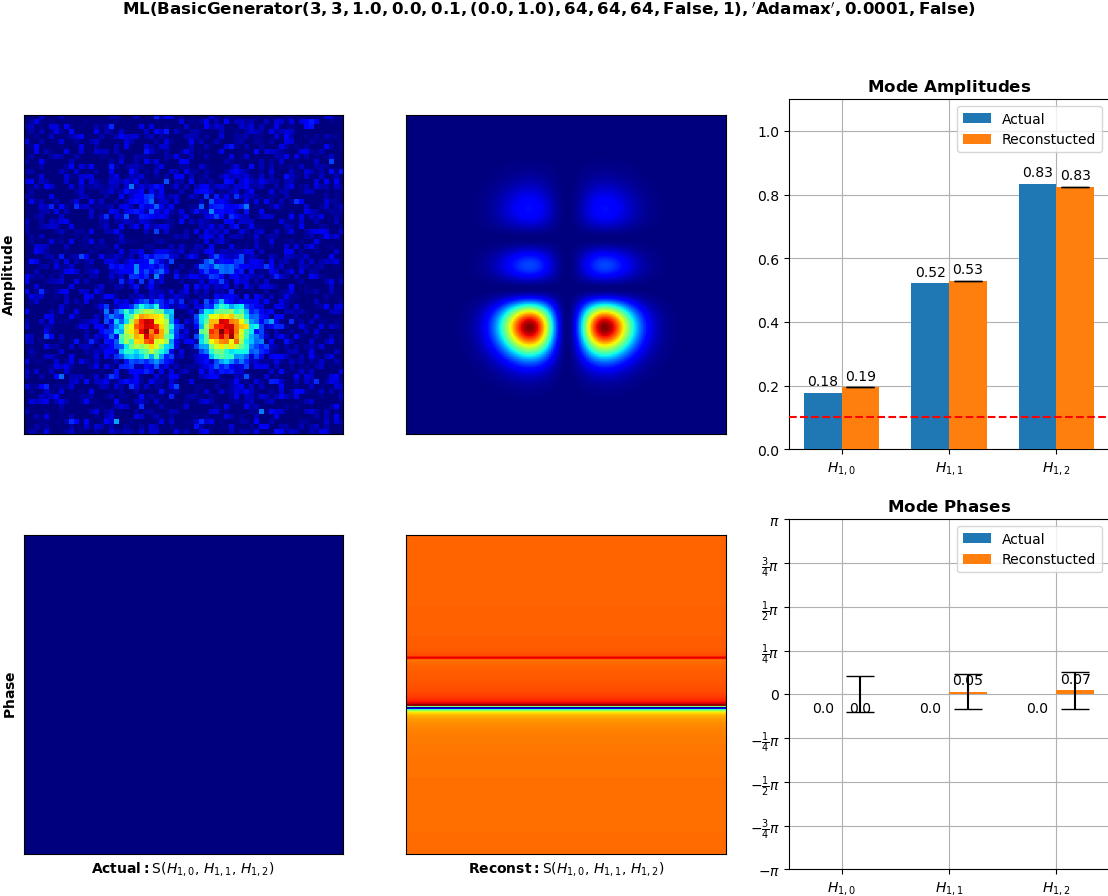 ML(BasicGenerator(3, 3, 1.0, 0.0, 0.1, (0.0, 1.0), 64, 64, 64, False, 1), ′Adamax′, 0.0001, False)
Amplitude
Mode Amplitudes
Actual
Reconstucted
1.0
0.8
0.6
0.4
0.2
0.0
0.18
0.19
0.52
0.53
0.83
0.83
H1,0
H1,1
H1,2
Phase
Actual: S(H1,0, H1,1, H1,2)
Reconst: S(H1,0, H1,1, H1,2)
Mode Phases
Actual
Reconstucted
π
3/4π
1/2π
1/4π
0
−1/4π
−1/2π
−3/4π
−π
0.0
0.0
0.0
0.05
0.0
0.07
H1,0
H1,1
H1,2